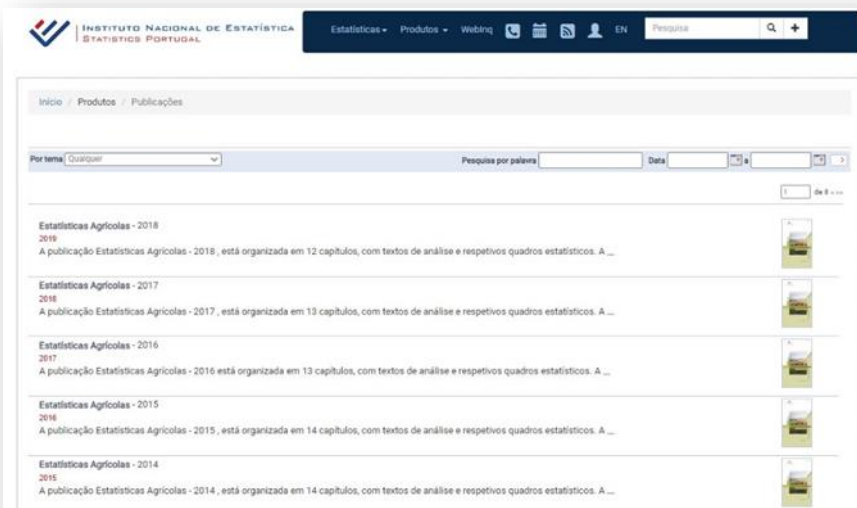 INSTITUTO NACIONAL DE ESTATÍSTICA
STATISTICS PORTUGAL
Estatísticas Produtos WebInq EN Pesquisa
Início / Produtos / Publicações
Por tema Qualquer Pesquisa por palavra Data a
1 de 8
Estatísticas Agrícolas - 2018
2019
A publicação Estatísticas Agrícolas - 2018 , está organizada em 12 capítulos, com textos de análise e respetivos quadros estatísticos. A ...
Estatísticas Agrícolas - 2017
2018
A publicação Estatísticas Agrícolas - 2017 , está organizada em 13 capítulos, com textos de análise e respetivos quadros estatísticos. A ...
Estatísticas Agrícolas - 2016
2017
A publicação Estatísticas Agrícolas - 2016 está organizada em 13 capítulos, com textos de análise e respetivos quadros estatísticos. A ...
Estatísticas Agrícolas - 2015
2016
A publicação Estatísticas Agrícolas - 2015 , está organizada em 14 capítulos, com textos de análise e respetivos quadros estatísticos. A ...
Estatísticas Agrícolas - 2014
2015
A publicação Estatísticas Agrícolas - 2014 , está organizada em 14 capítulos, com textos de análise e respetivos quadros estatísticos. A ...